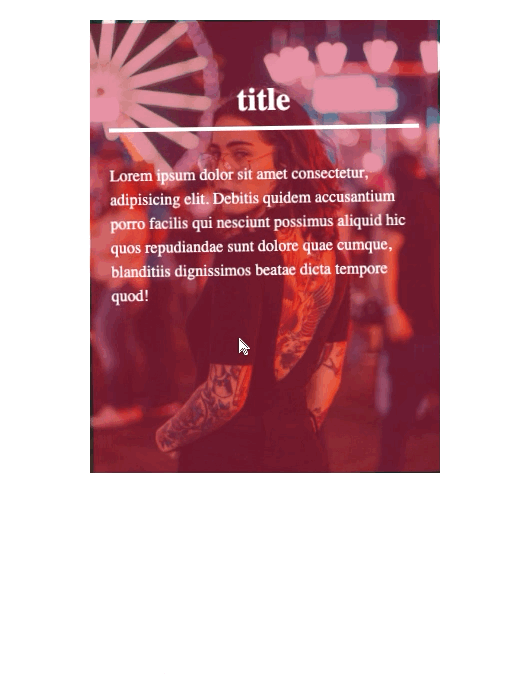 title
Lorem ipsum dolor sit amet consectetur,
adipisicing elit. Debitis quidem accusantium
porro facilis qui nesciunt possimus aliquid hic
quos repudiandae sunt dolore quae cumque,
blanditiis dignissimos beatae dicta tempore
quod!